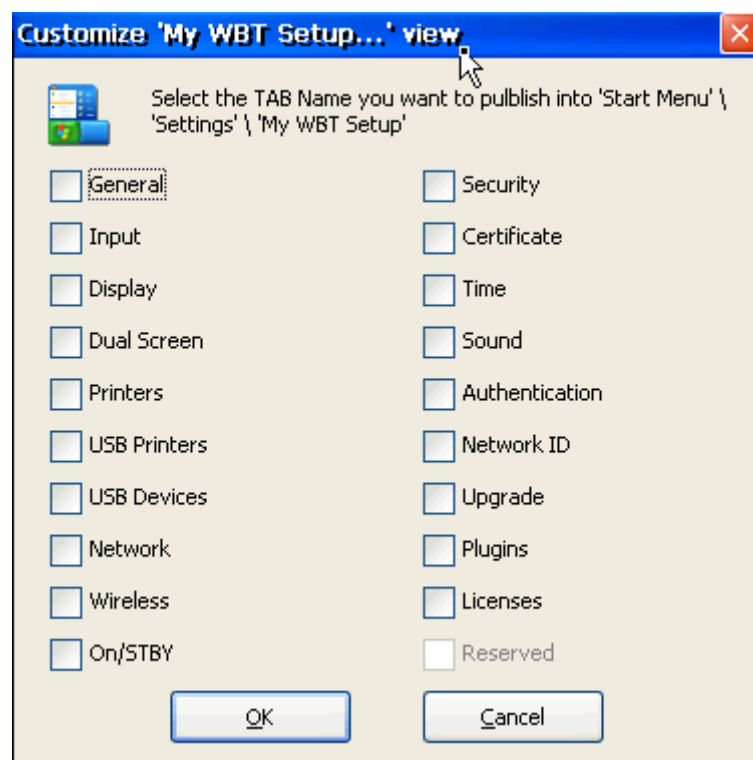 Customize 'My WBT Setup...' view
Select the TAB Name you want to pulblish into 'Start Menu' \
'Settings' \ 'My WBT Setup'
General
Input
Display
Dual Screen
Printers
USB Printers
USB Devices
Network
Wireless
On/STBY
Security
Certificate
Time
Sound
Authentication
Network ID
Upgrade
Plugins
Licenses
Reserved
OK
Cancel